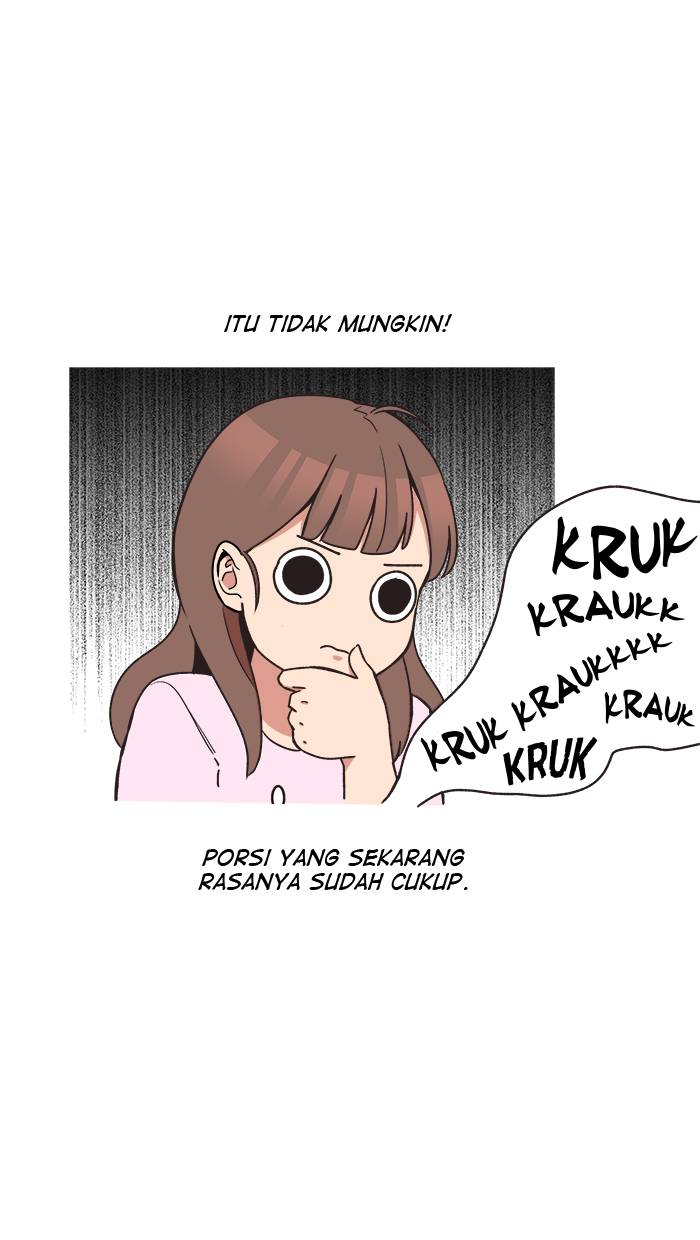 ITU TIDAK MUNGKIN!
KRUK
KRAUKK
KRAUKKKK
KRAUK
KRUK
KRUK
PORSI YANG SEKARANG
RASANYA SUDAH CUKUP.